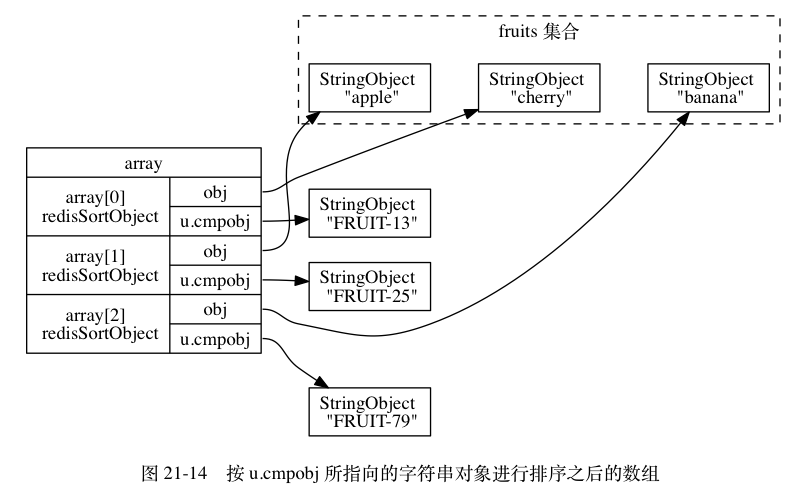 fruits 集合
StringObject
"apple"
StringObject
"cherry"
StringObject
"banana"
array
array[0]
redisSortObject
obj
u.cmpobj
array[1]
redisSortObject
obj
u.cmpobj
array[2]
redisSortObject
obj
u.cmpobj
StringObject
"FRUIT-13"
StringObject
"FRUIT-25"
StringObject
"FRUIT-79"
图 21-14 按 u.cmpobj 所指向的字符串对象进行排序之后的数组